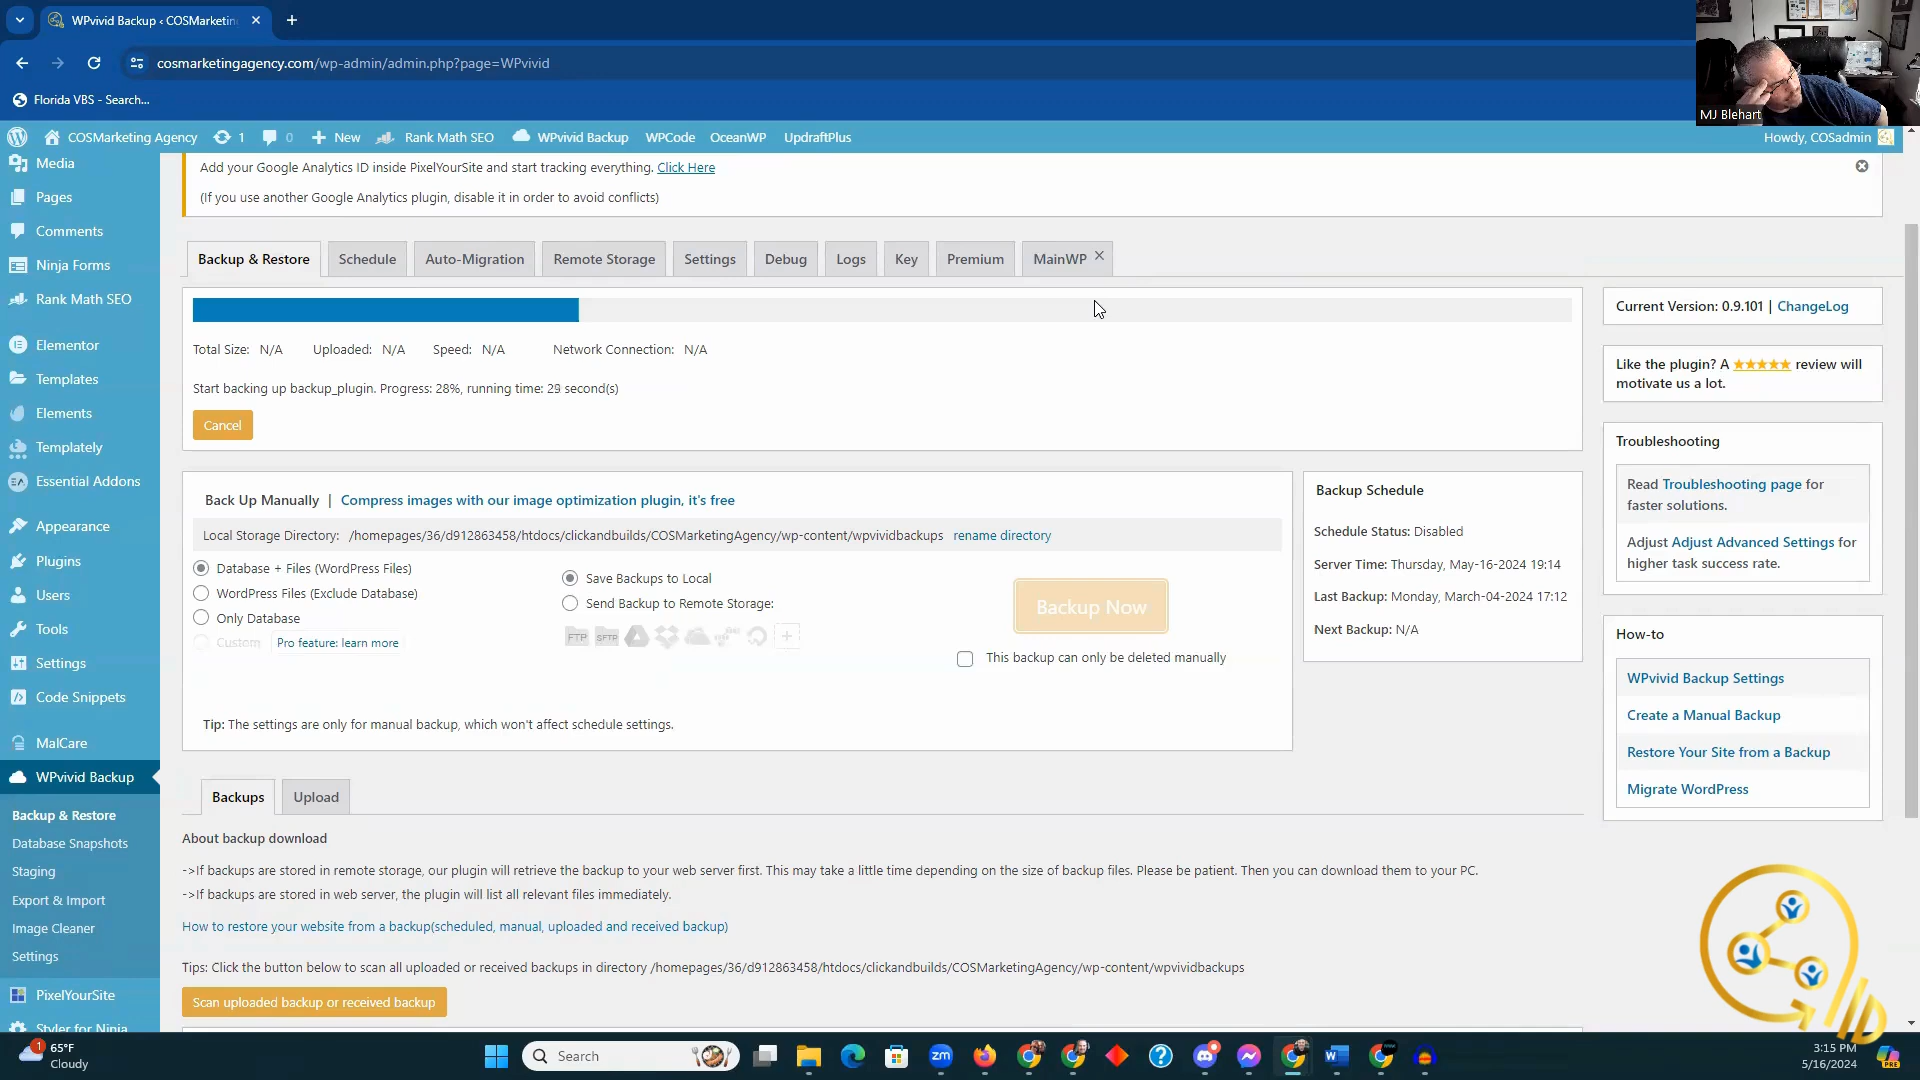 WPvivid Backup ‹ COSMarketin
cosmarketingagency.com/wp-admin/admin.php?page=WPvivid
Florida VBS - Search...
MJ Blehart
COSMarketing Agency 1 0 New Rank Math SEO WPvivid Backup WPCode OceanWP UpdraftPlus Howdy, COSadmin
Media
Pages
Comments
Ninja Forms
Rank Math SEO
Elementor
Templates
Elements
Templately
Essential Addons
Appearance
Plugins
Users
Tools
Settings
Code Snippets
MalCare
WPvivid Backup
Backup & Restore
Database Snapshots
Staging
Export & Import
Image Cleaner
Settings
PixelYourSite
Styler for Ninja
Add your Google Analytics ID inside PixelYourSite and start tracking everything. Click Here
(If you use another Google Analytics plugin, disable it in order to avoid conflicts)
Backup & Restore Schedule Auto-Migration Remote Storage Settings Debug Logs Key Premium MainWP
Total Size: N/A Uploaded: N/A Speed: N/A Network Connection: N/A
Start backing up backup_plugin. Progress: 28%, running time: 29 second(s)
Cancel
Back Up Manually | Compress images with our image optimization plugin, it's free
Local Storage Directory: /homepages/36/d912863458/htdocs/clickandbuilds/COSMarketingAgency/wp-content/wpvividbackups rename directory
Database + Files (WordPress Files)
WordPress Files (Exclude Database)
Only Database
Custom Pro feature: learn more
Save Backups to Local
Send Backup to Remote Storage:
FTP SFTP
Backup Now
This backup can only be deleted manually
Tip: The settings are only for manual backup, which won't affect schedule settings.
Backup Schedule
Schedule Status: Disabled
Server Time: Thursday, May-16-2024 19:14
Last Backup: Monday, March-04-2024 17:12
Next Backup: N/A
Backups Upload
About backup download
->If backups are stored in remote storage, our plugin will retrieve the backup to your web server first. This may take a little time depending on the size of backup files. Please be patient. Then you can download them to your PC.
->If backups are stored in web server, the plugin will list all relevant files immediately.
How to restore your website from a backup(scheduled, manual, uploaded and received backup)
Tips: Click the button below to scan all uploaded or received backups in directory /homepages/36/d912863458/htdocs/clickandbuilds/COSMarketingAgency/wp-content/wpvividbackups
Scan uploaded backup or received backup
Current Version: 0.9.101 | ChangeLog
Like the plugin? A ★★★★★ review will
motivate us a lot.
Troubleshooting
Read Troubleshooting page for
faster solutions.
Adjust Adjust Advanced Settings for
higher task success rate.
How-to
WPvivid Backup Settings
Create a Manual Backup
Restore Your Site from a Backup
Migrate WordPress
1
65°F
Cloudy
Search
zm
3:15 PM
5/16/2024
PRE